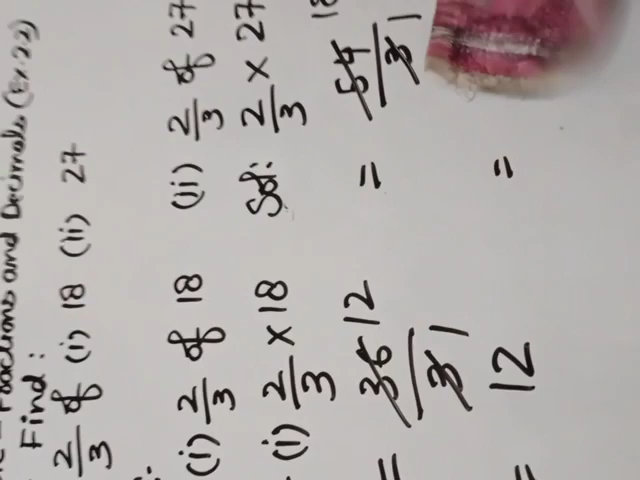 Fractions and Decimals (Ex. 2.2)
Find:
2/3 of (i) 18 (ii) 27
(i) 2/3 of 18 (ii) 2/3 of 27
(i) 2/3 × 18 Sol: 2/3 × 27
= 36/3 12 1 = 54/3 18 1
= 12 =